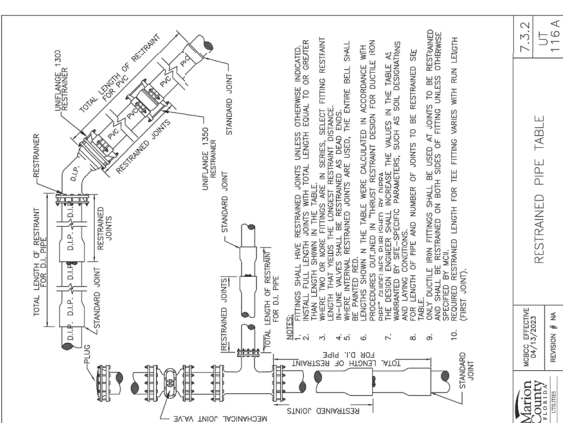 TOTAL LENGTH OF RESTRAINT
FOR D.I. PIPE
RESTRAINER
UNIFLANGE 1300
RESTRAINER
TOTAL LENGTH OF RESTRAINT
FOR PVC
PLUG
D.I.P.
D.I.P.
D.I.P.
D.I.P.
D.I.P.
PVC
PVC
PVC
PVC
RESTRAINED JOINTS
STANDARD JOINT
RESTRAINED
JOINTS
STANDARD JOINT
UNIFLANGE 1350
RESTRAINER
STANDARD JOINT
RESTRAINED JOINTS
TOTAL LENGTH OF RESTRAINT
FOR D.I. PIPE
MECHANICAL JOINT VALVE
RESTRAINED JOINTS
TOTAL LENGTH OF RESTRAINT
FOR D.I. PIPE
STANDARD
JOINT
NOTES:
1. FITTINGS SHALL HAVE RESTRAINED JOINTS UNLESS OTHERWISE INDICATED.
2. INSTALL FULL LENGTH JOINTS WITH TOTAL LENGTH EQUAL TO OR GREATER
THAN LENGTH SHOWN IN THE TABLE.
3. WHERE TWO OR MORE FITTINGS ARE IN SERIES, SELECT FITTING RESTRAINT
LENGTH THAT YIELDS THE LONGEST RESTRAINT DISTANCE.
4. IN-LINE VALVES SHALL BE RESTRAINED AS DEAD ENDS.
5. WHERE INTERNAL RESTRAINED JOINTS ARE USED, THE ENTIRE BELL SHALL
BE PAINTED RED.
6. LENGTHS SHOWN IN THE TABLE WERE CALCULATED IN ACCORDANCE WITH
PROCEDURES OUTLINED IN "THRUST RESTRAINT DESIGN FOR DUCTILE IRON
7. THE DESIGN ENGINEER SHALL INCREASE THE VALUES IN THE TABLE AS
WARRANTED BY SITE-SPECIFIC PARAMETERS, SUCH AS SOIL DESIGNATIONS
AND LAYING CONDITIONS.
8. FOR LENGTH OF PIPE AND NUMBER OF JOINTS TO BE RESTRAINED SEE
TABLE.
9. ONLY DUCTILE IRON FITTINGS SHALL BE USED AT JOINTS TO BE RESTRAINED
AND SHALL BE RESTRAINED ON BOTH SIDES OF FITTING UNLESS OTHERWISE
SPECIFIED BY MCU.
10. REQUIRED RESTRAINED LENGTH FOR TEE FITTING VARIES WITH RUN LENGTH
(FIRST JOINT).
Marion
County
FLORIDA
UTILITIES
MCBCC EFFECTIVE
04/13/2023
REVISION # NA
RESTRAINED PIPE TABLE
7.3.2
UT
116 A